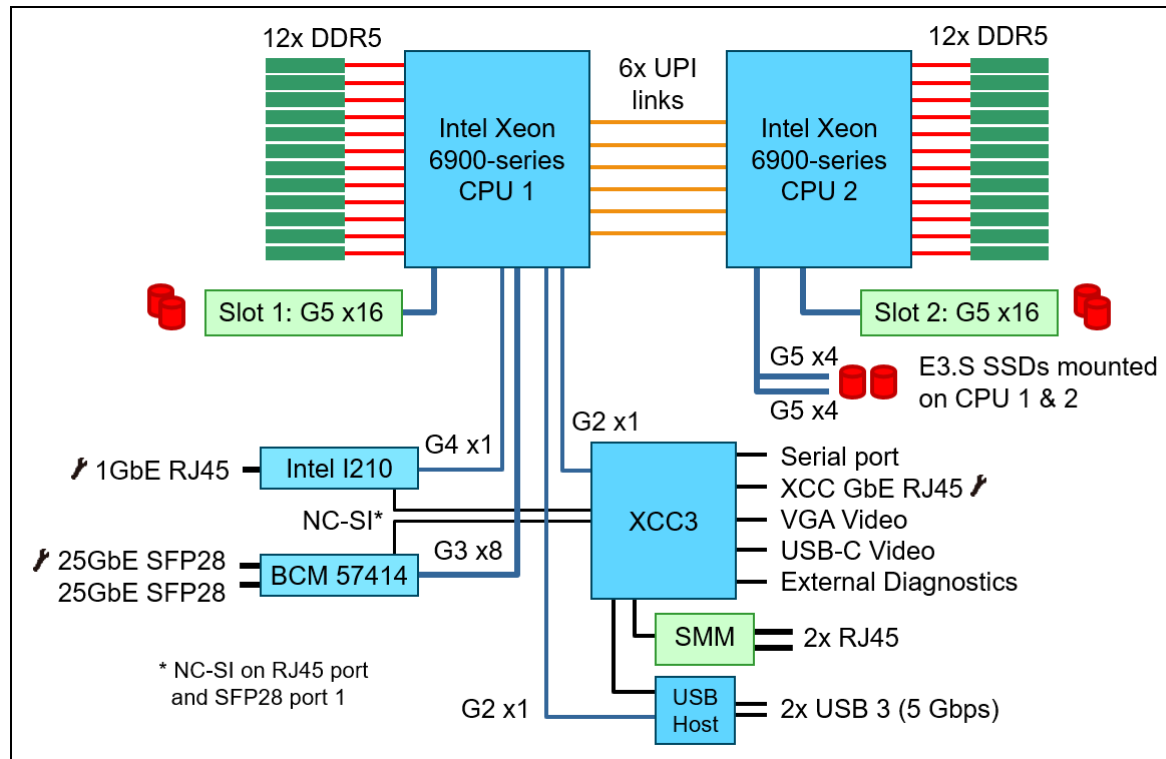 12x DDR5
12x DDR5
6x UPI
links
Intel Xeon
6900-series
CPU 1
Intel Xeon
6900-series
CPU 2
Slot 1: G5 x16
Slot 2: G5 x16
G5 x4
G5 x4
E3.S SSDs mounted
on CPU 1 & 2
G2 x1
G4 x1
1GbE RJ45
Intel I210
NC-SI*
G3 x8
25GbE SFP28
25GbE SFP28
BCM 57414
XCC3
Serial port
XCC GbE RJ45
VGA Video
USB-C Video
External Diagnostics
SMM
2x RJ45
* NC-SI on RJ45 port
and SFP28 port 1
G2 x1
USB
Host
2x USB 3 (5 Gbps)